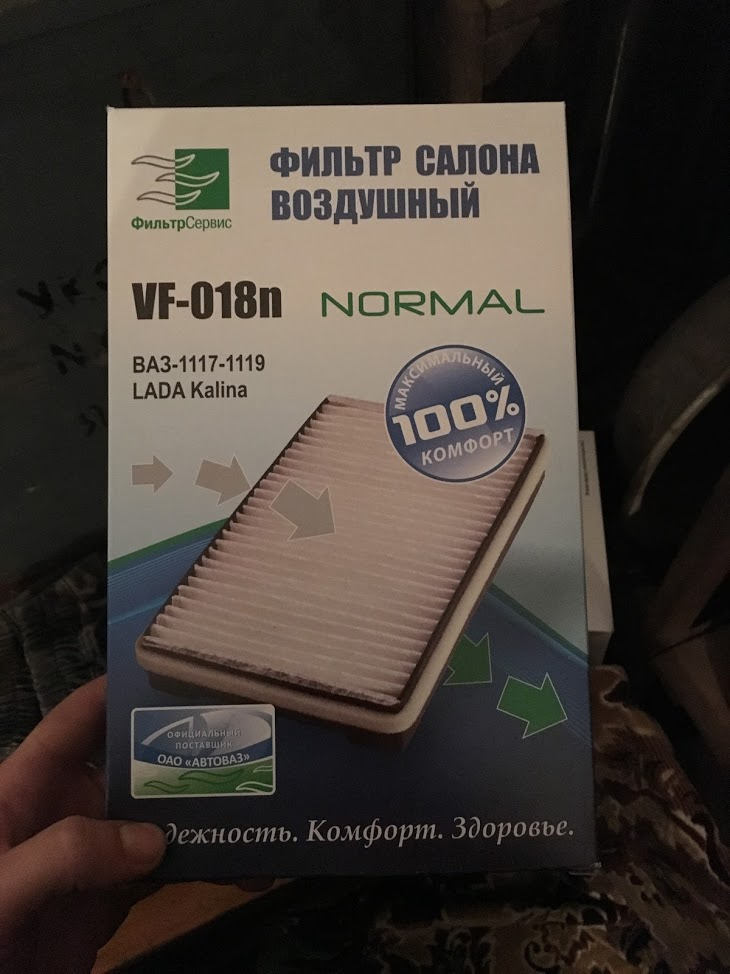 ФИЛЬТР САЛОНА
ВОЗДУШНЫЙ
ФильтрСервис
VF-018n NORMAL
ВАЗ-1117-1119
LADA Kalina
МАКСИМАЛЬНЫЙ
100%
КОМФОРТ
ОФИЦИАЛЬНЫЙ
ПОСТАВЩИК
ОАО «АВТОВАЗ»
дежность. Комфорт. Здоровье.